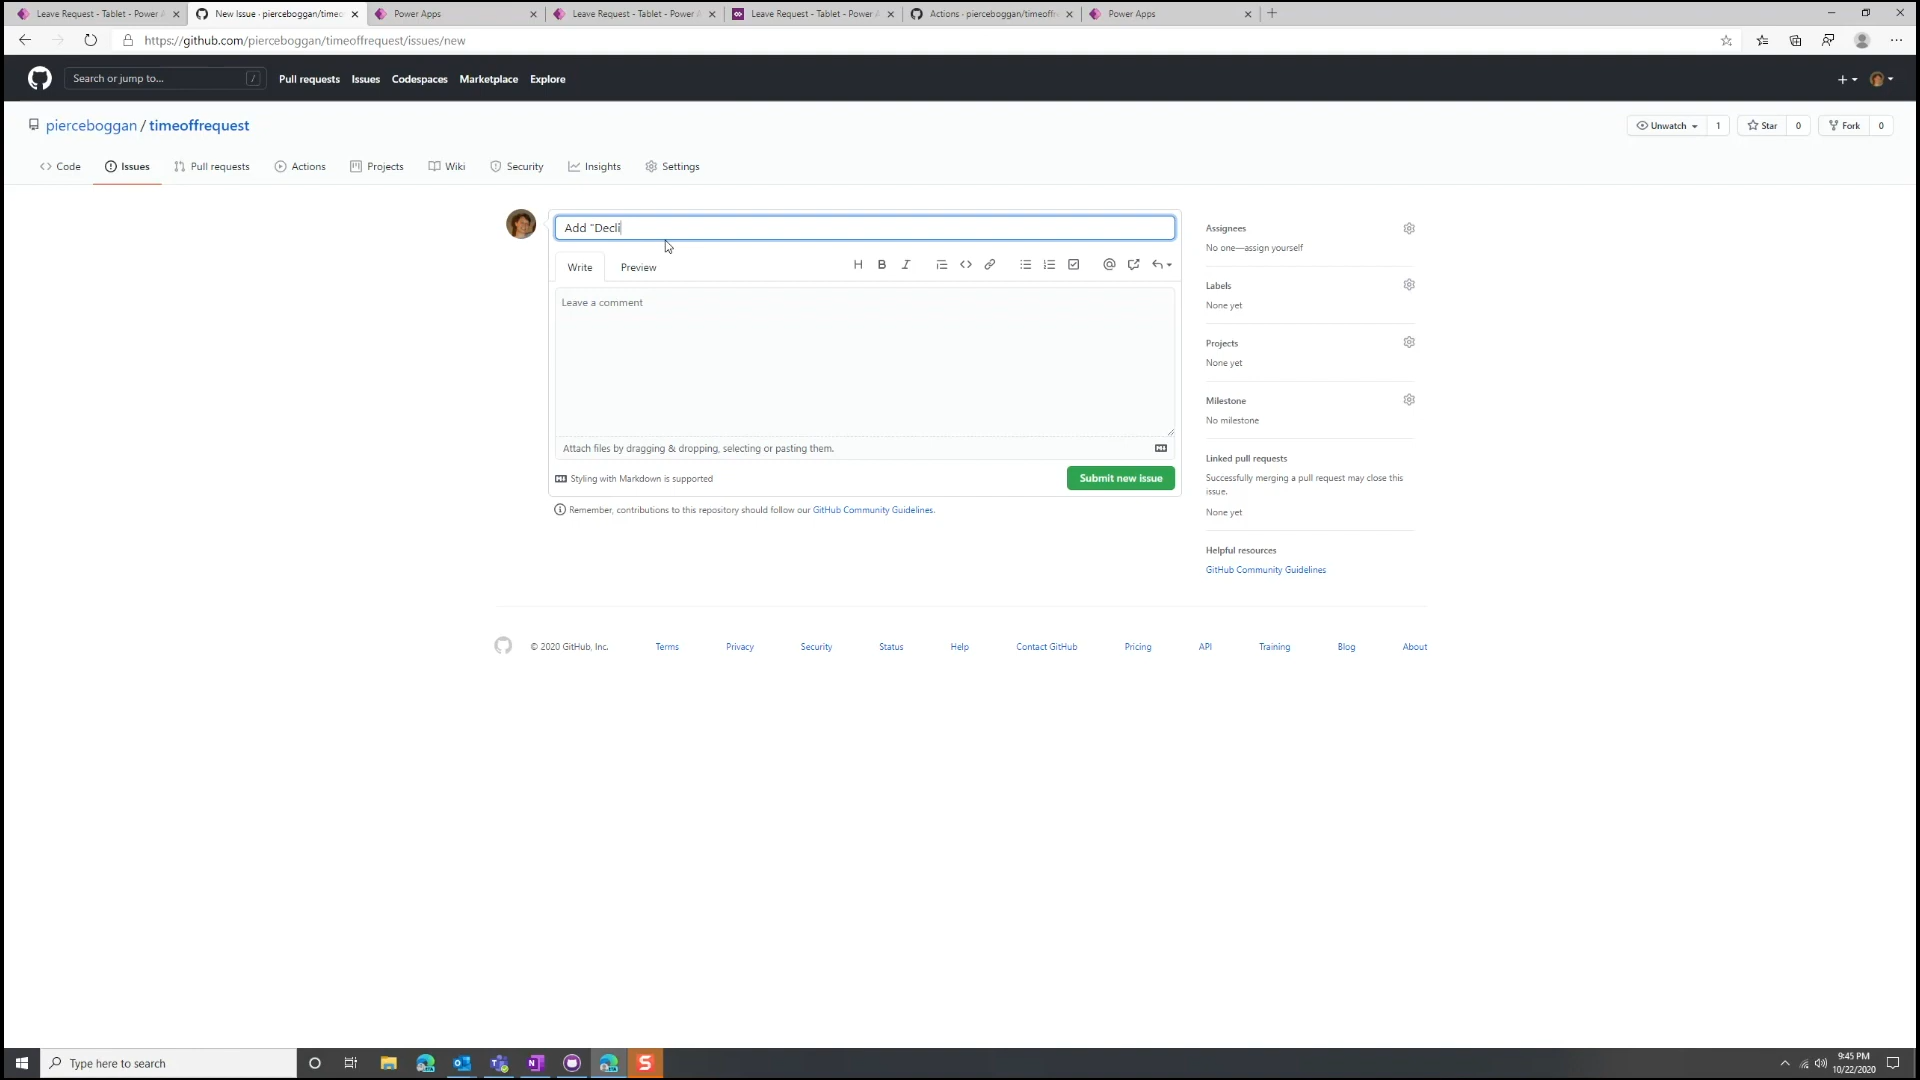 Leave Request - Tablet - Power A
New Issue · pierceboggan/timeo
Power Apps
Leave Request - Tablet - Power A
Leave Request - Tablet - Power A
Actions · pierceboggan/timeoffr
Power Apps
https://github.com/pierceboggan/timeoffrequest/issues/new
Search or jump to... /
Pull requests Issues Codespaces Marketplace Explore
pierceboggan / timeoffrequest
Unwatch 1 Star 0 Fork 0
Code Issues Pull requests Actions Projects Wiki Security Insights Settings
Add "Decli
Write Preview
Leave a comment
Attach files by dragging & dropping, selecting or pasting them.
Styling with Markdown is supported
Submit new issue
Remember, contributions to this repository should follow our GitHub Community Guidelines.
Assignees
No one—assign yourself
Labels
None yet
Projects
None yet
Milestone
No milestone
Linked pull requests
Successfully merging a pull request may close this
issue.
None yet
Helpful resources
GitHub Community Guidelines
© 2020 GitHub, Inc. Terms Privacy Security Status Help Contact GitHub Pricing API Training Blog About
Type here to search
9:45 PM
10/22/2020